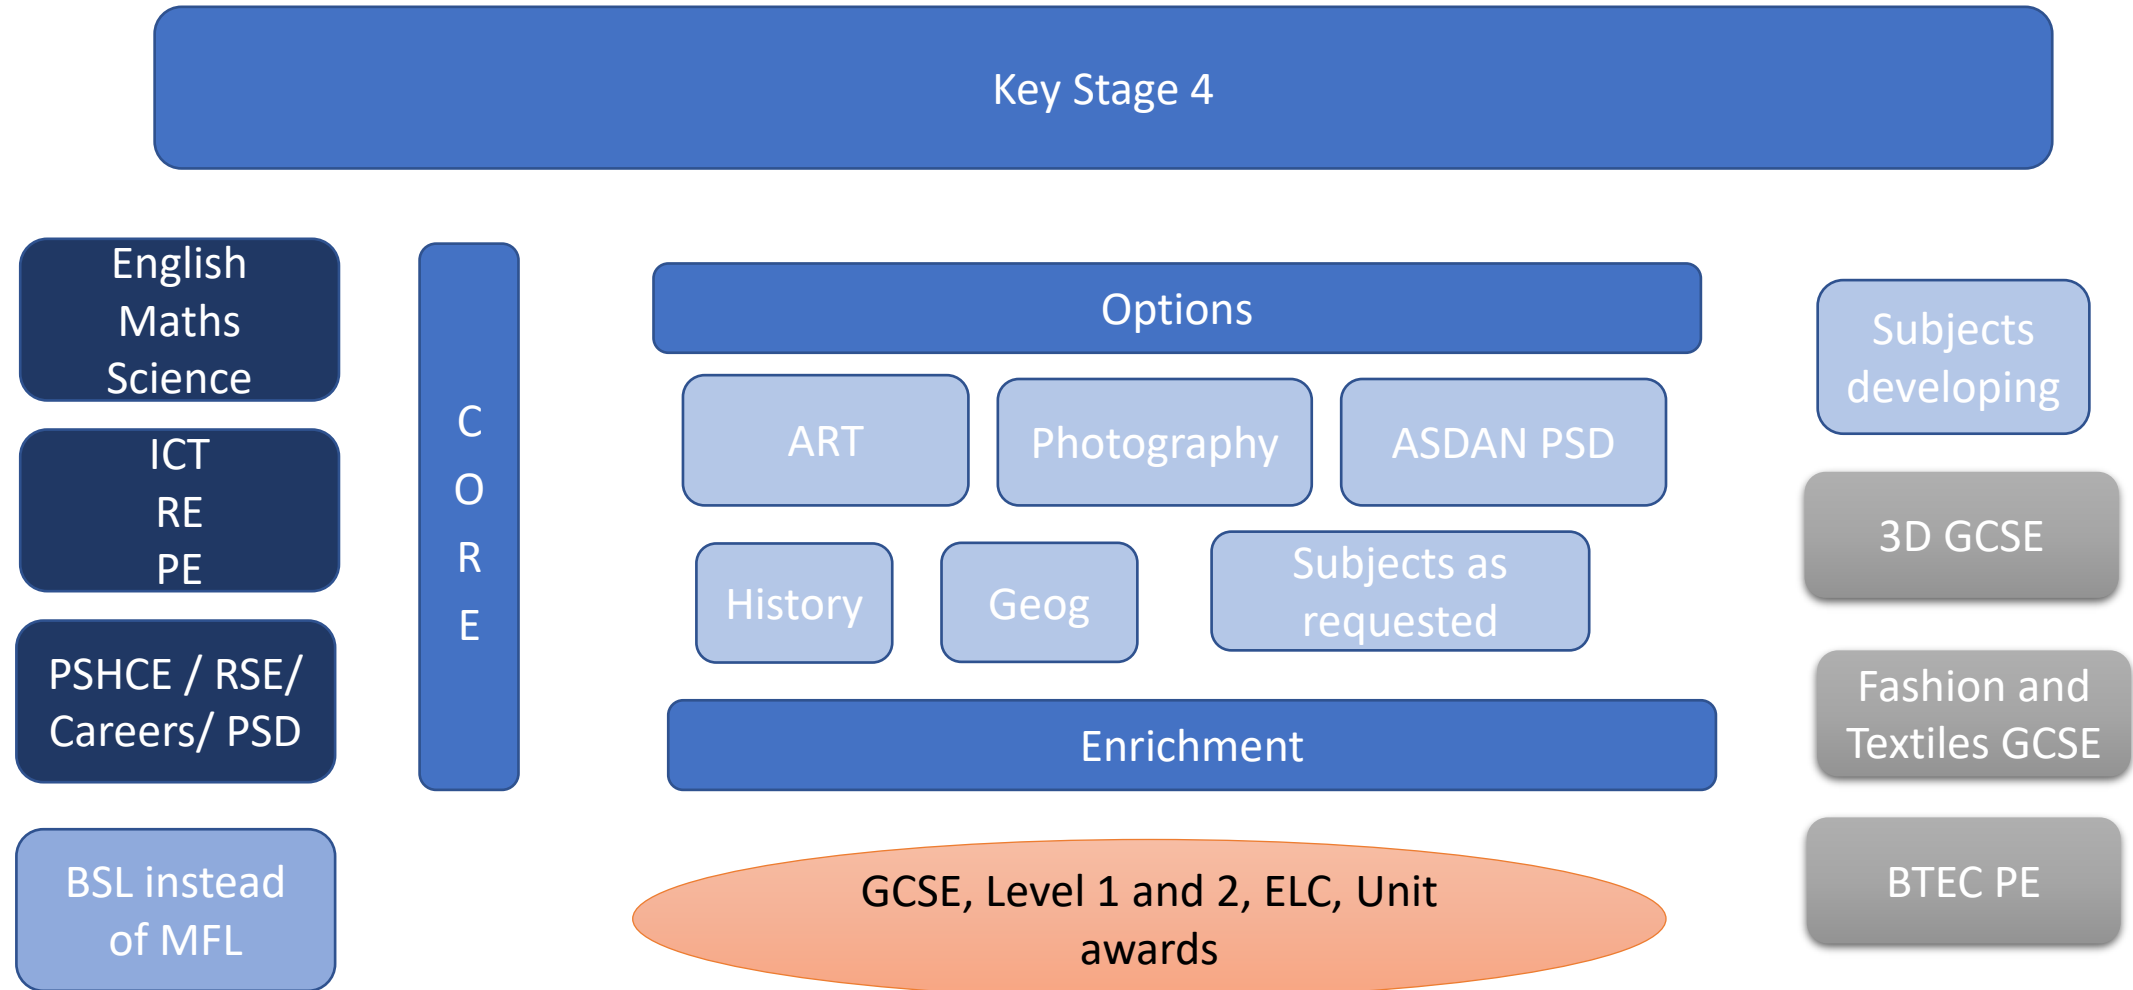 Key Stage 4
English
Maths
Science
ICT
RE
PE
PSHCE / RSE/
Careers/ PSD
BSL instead
of MFL
C
O
R
E
Options
ART
Photography
ASDAN PSD
History
Geog
Subjects as
requested
Enrichment
GCSE, Level 1 and 2, ELC, Unit
awards
Subjects
developing
3D GCSE
Fashion and
Textiles GCSE
BTEC PE